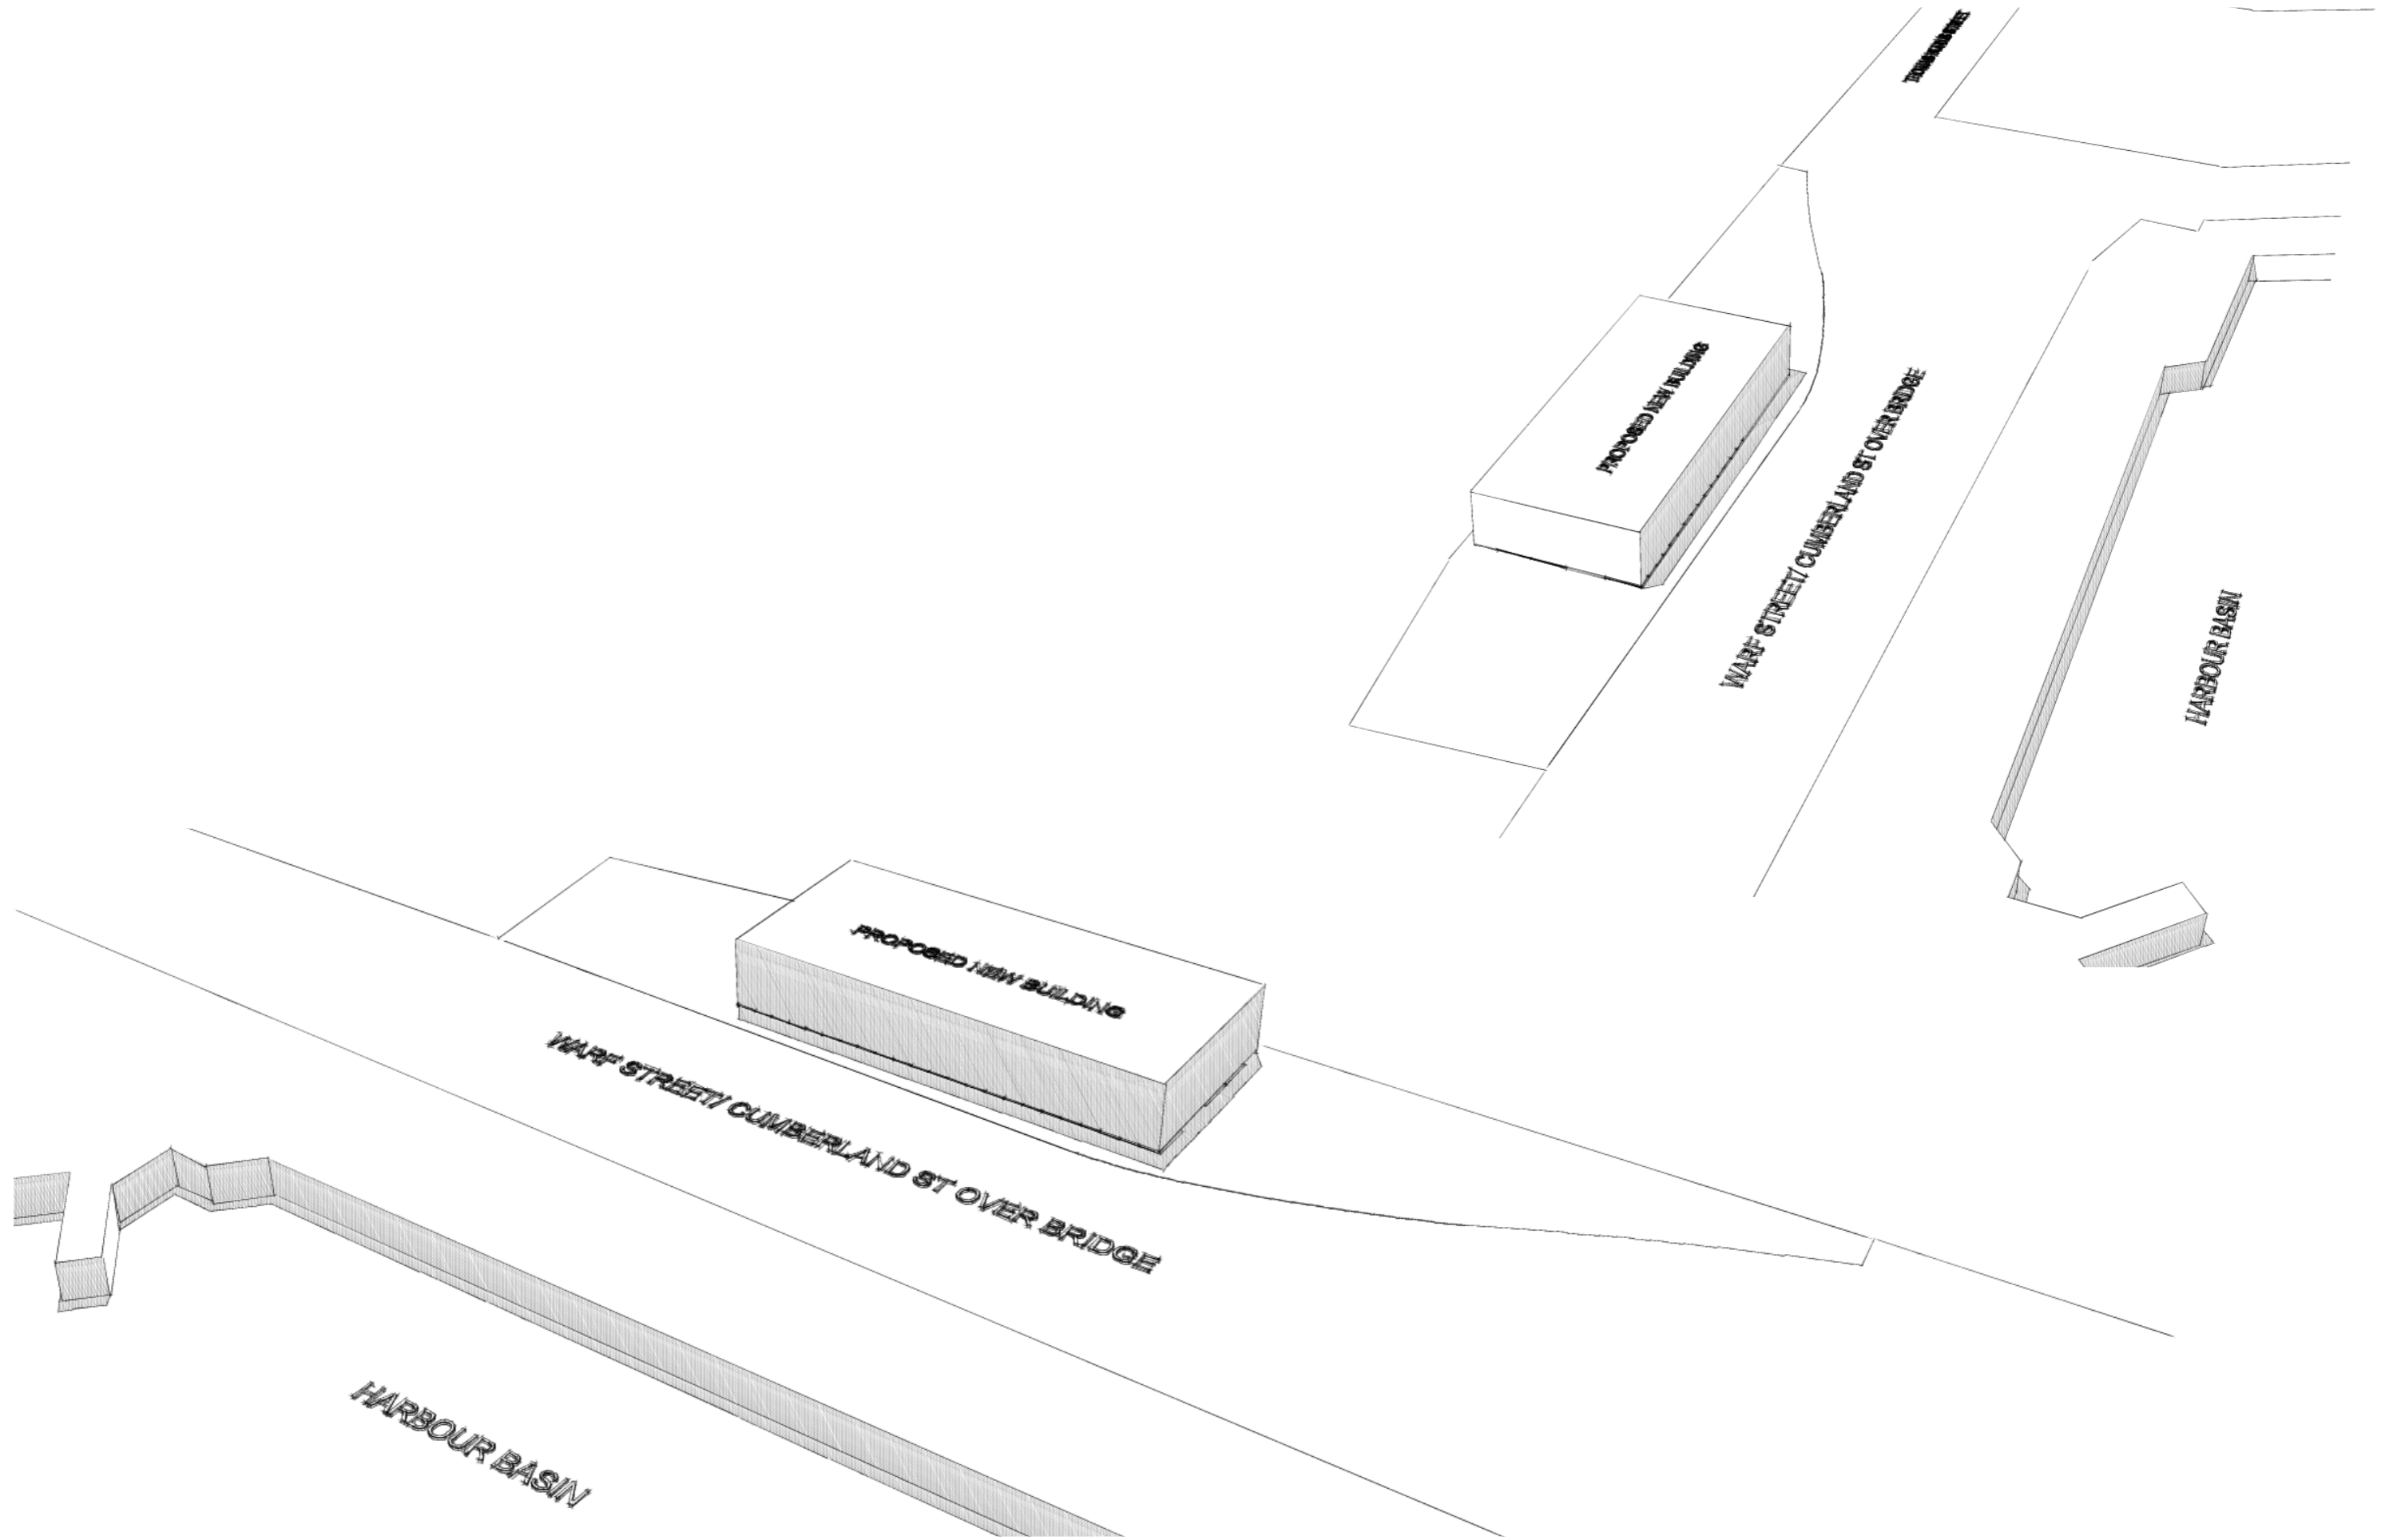 PROPOSED NEW BUILDING
WARF STREET/ CUMBERLAND ST OVER BRIDGE
HARBOUR BASIN
PROPOSED NEW BUILDING
WARF STREET/ CUMBERLAND ST OVER BRIDGE
HARBOUR BASIN